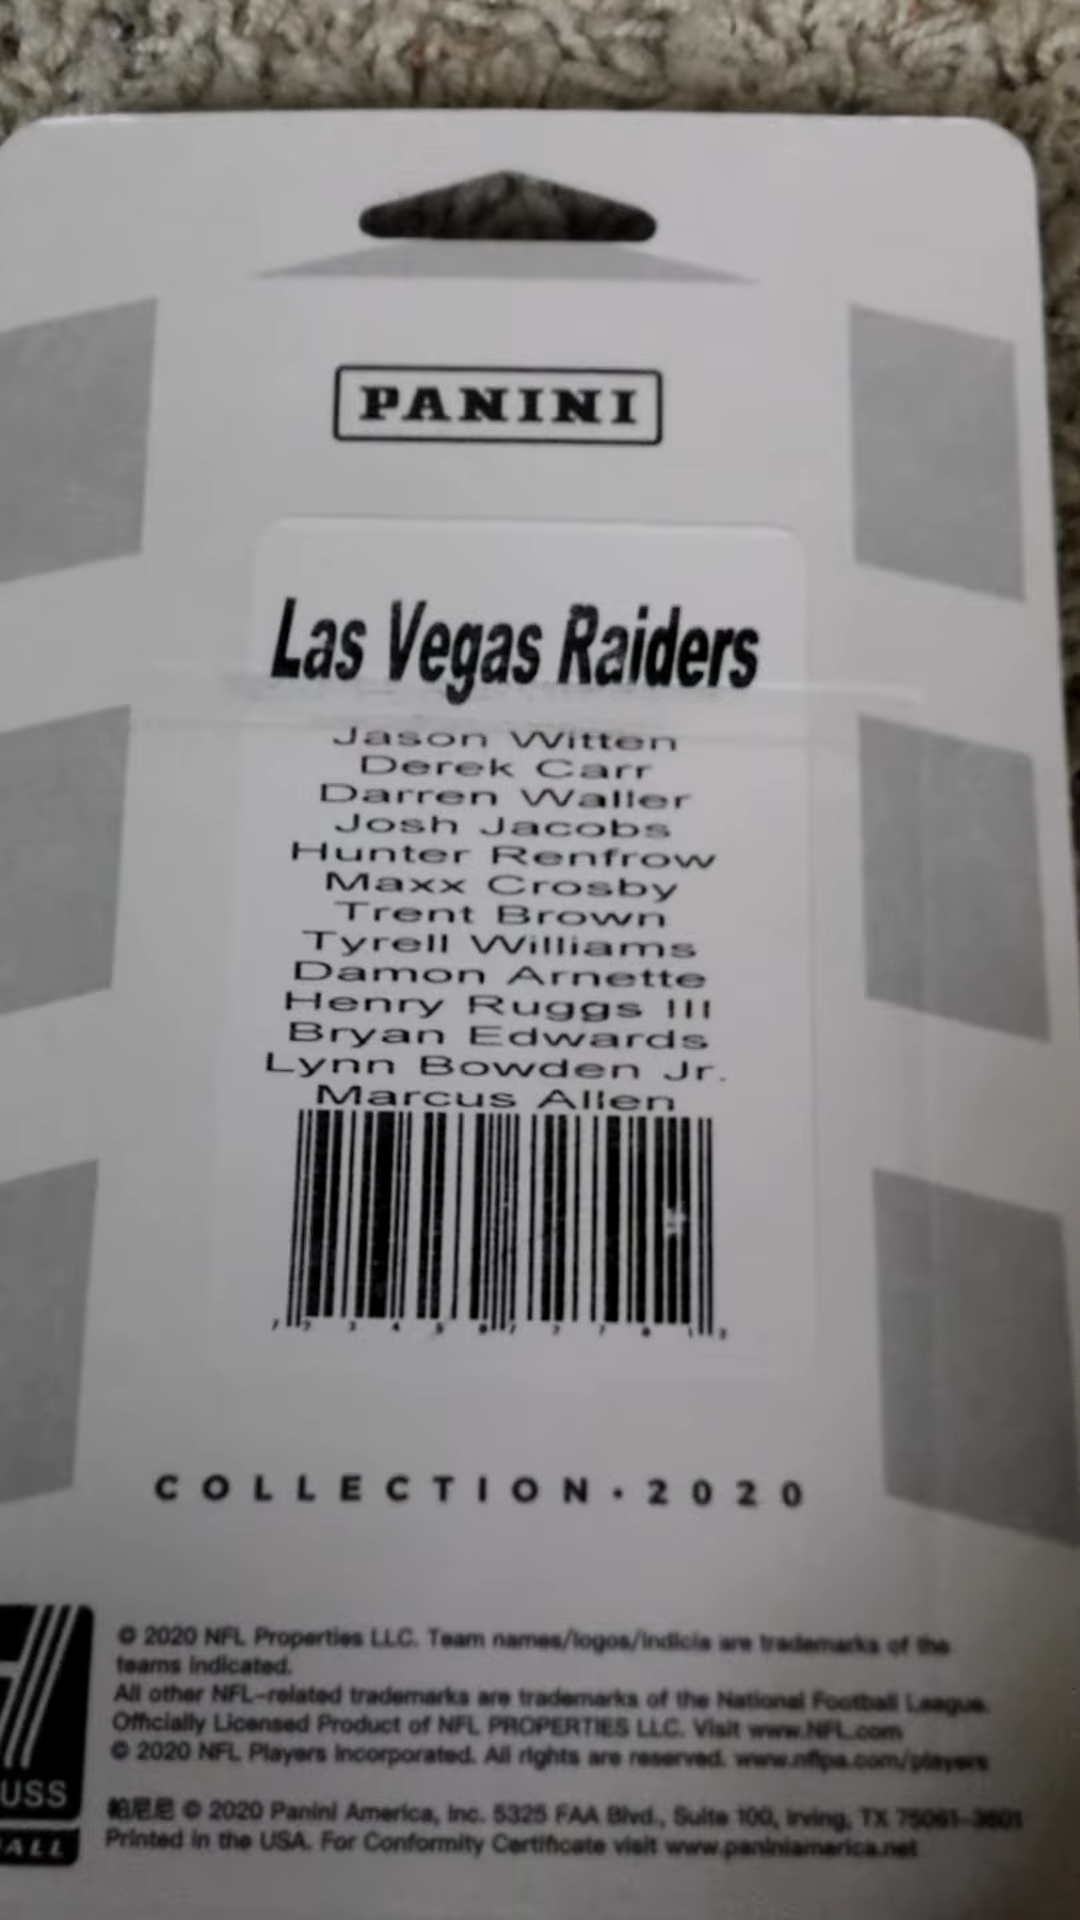 PANINI
Las Vegas Raiders
Jason Witten
Derek Carr
Darren Waller
Josh Jacobs
Hunter Renfrow
Maxx Crosby
Trent Brown
Tyrell Williams
Damon Arnette
Henry Ruggs III
Bryan Edwards
Lynn Bowden Jr.
Marcus Allen
COLLECTION·2020
© 2020 NFL Properties LLC. Team names/logos/indicia are trademarks of the
teams indicated.
All other NFL-related trademarks are trademarks of the National Football League.
Officially Licensed Product of NFL PROPERTIES LLC. Visit www.NFL.com
© 2020 NFL Players Incorporated. All rights are reserved. www.nflpa.com/players
USS
ALL
帕尼尼 © 2020 Panini America, Inc. 5325 FAA Blvd., Suite 100, Irving, TX 75061-3601
Printed in the USA. For Conformity Certificate visit www.paniniamerica.net